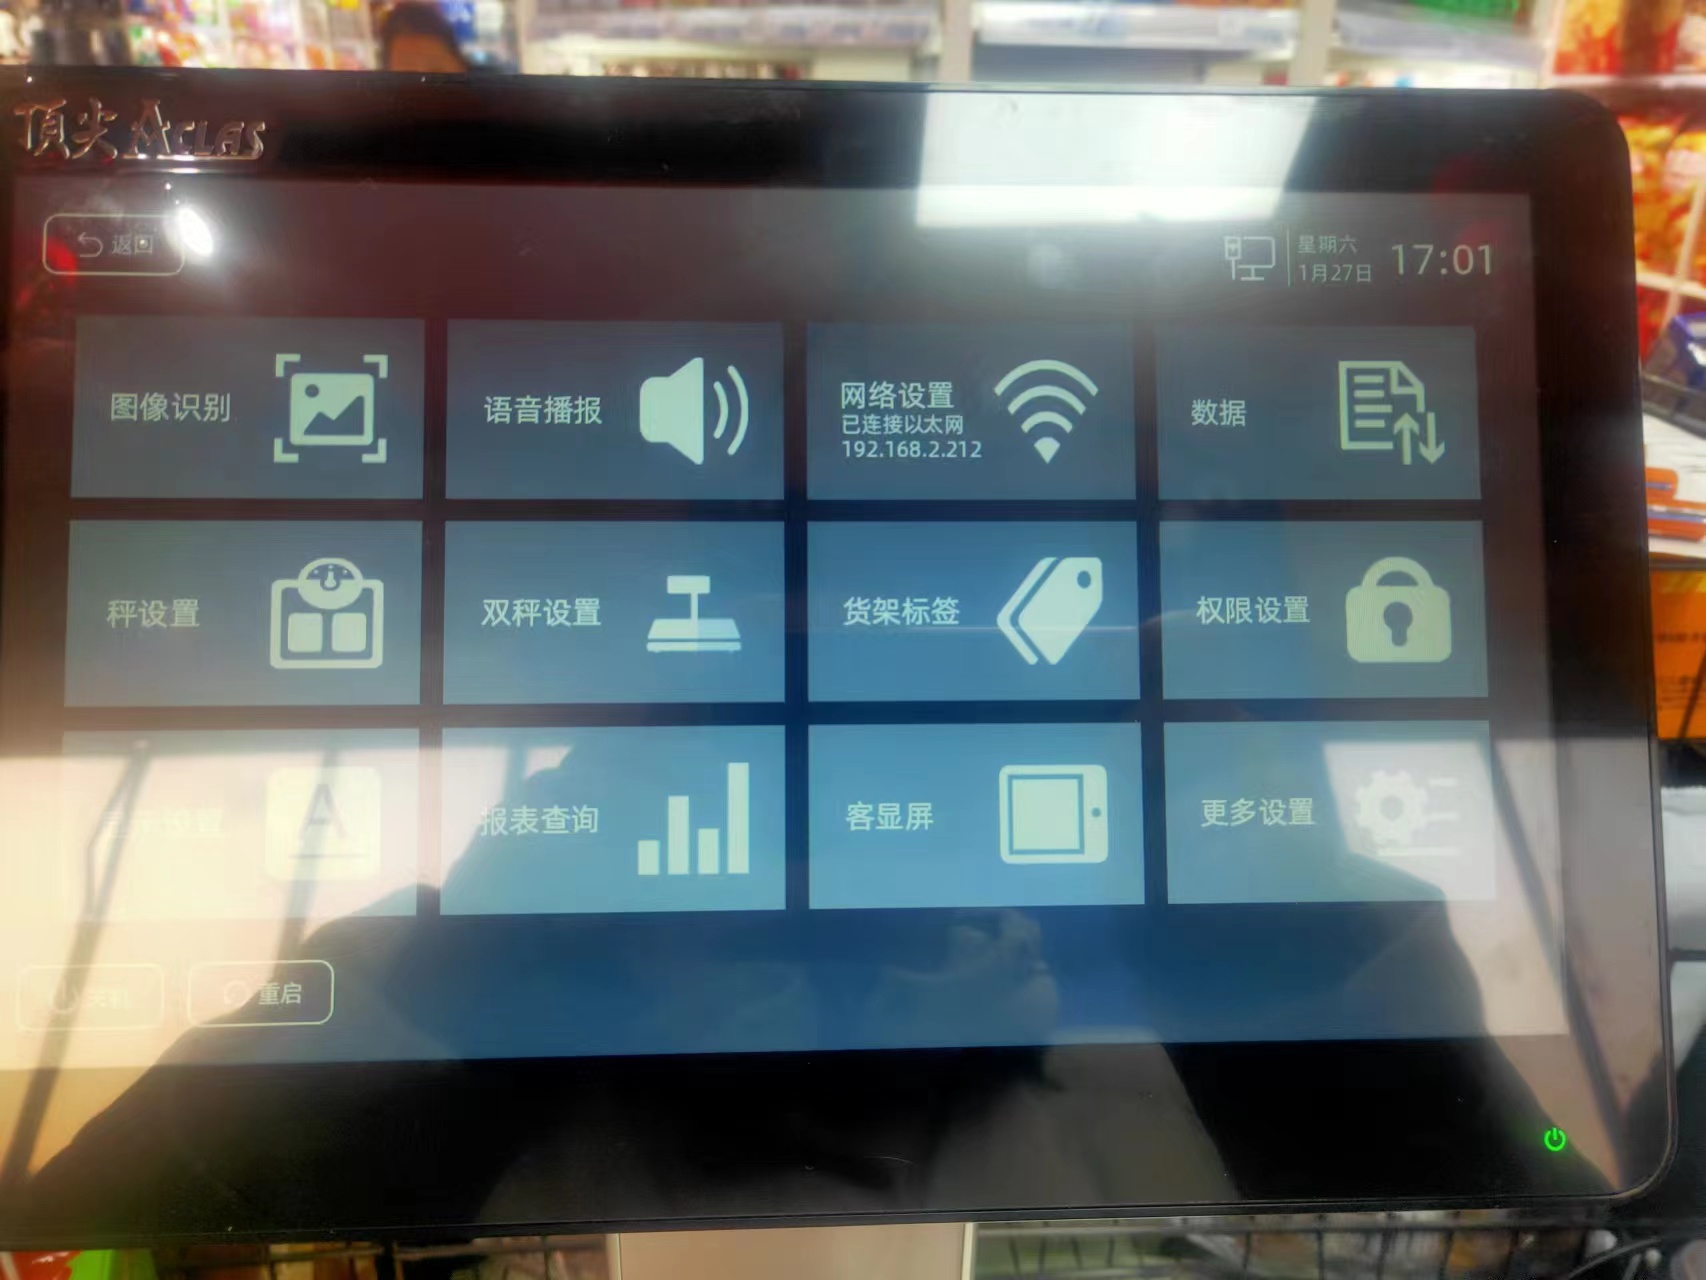 頂尖 ACLAS
返回
星期六
1月27日
17:01
图像识别
语音播报
网络设置
已连接以太网
192.168.2.212
数据
秤设置
双秤设置
货架标签
权限设置
A
报表查询
客显屏
更多设置
重启